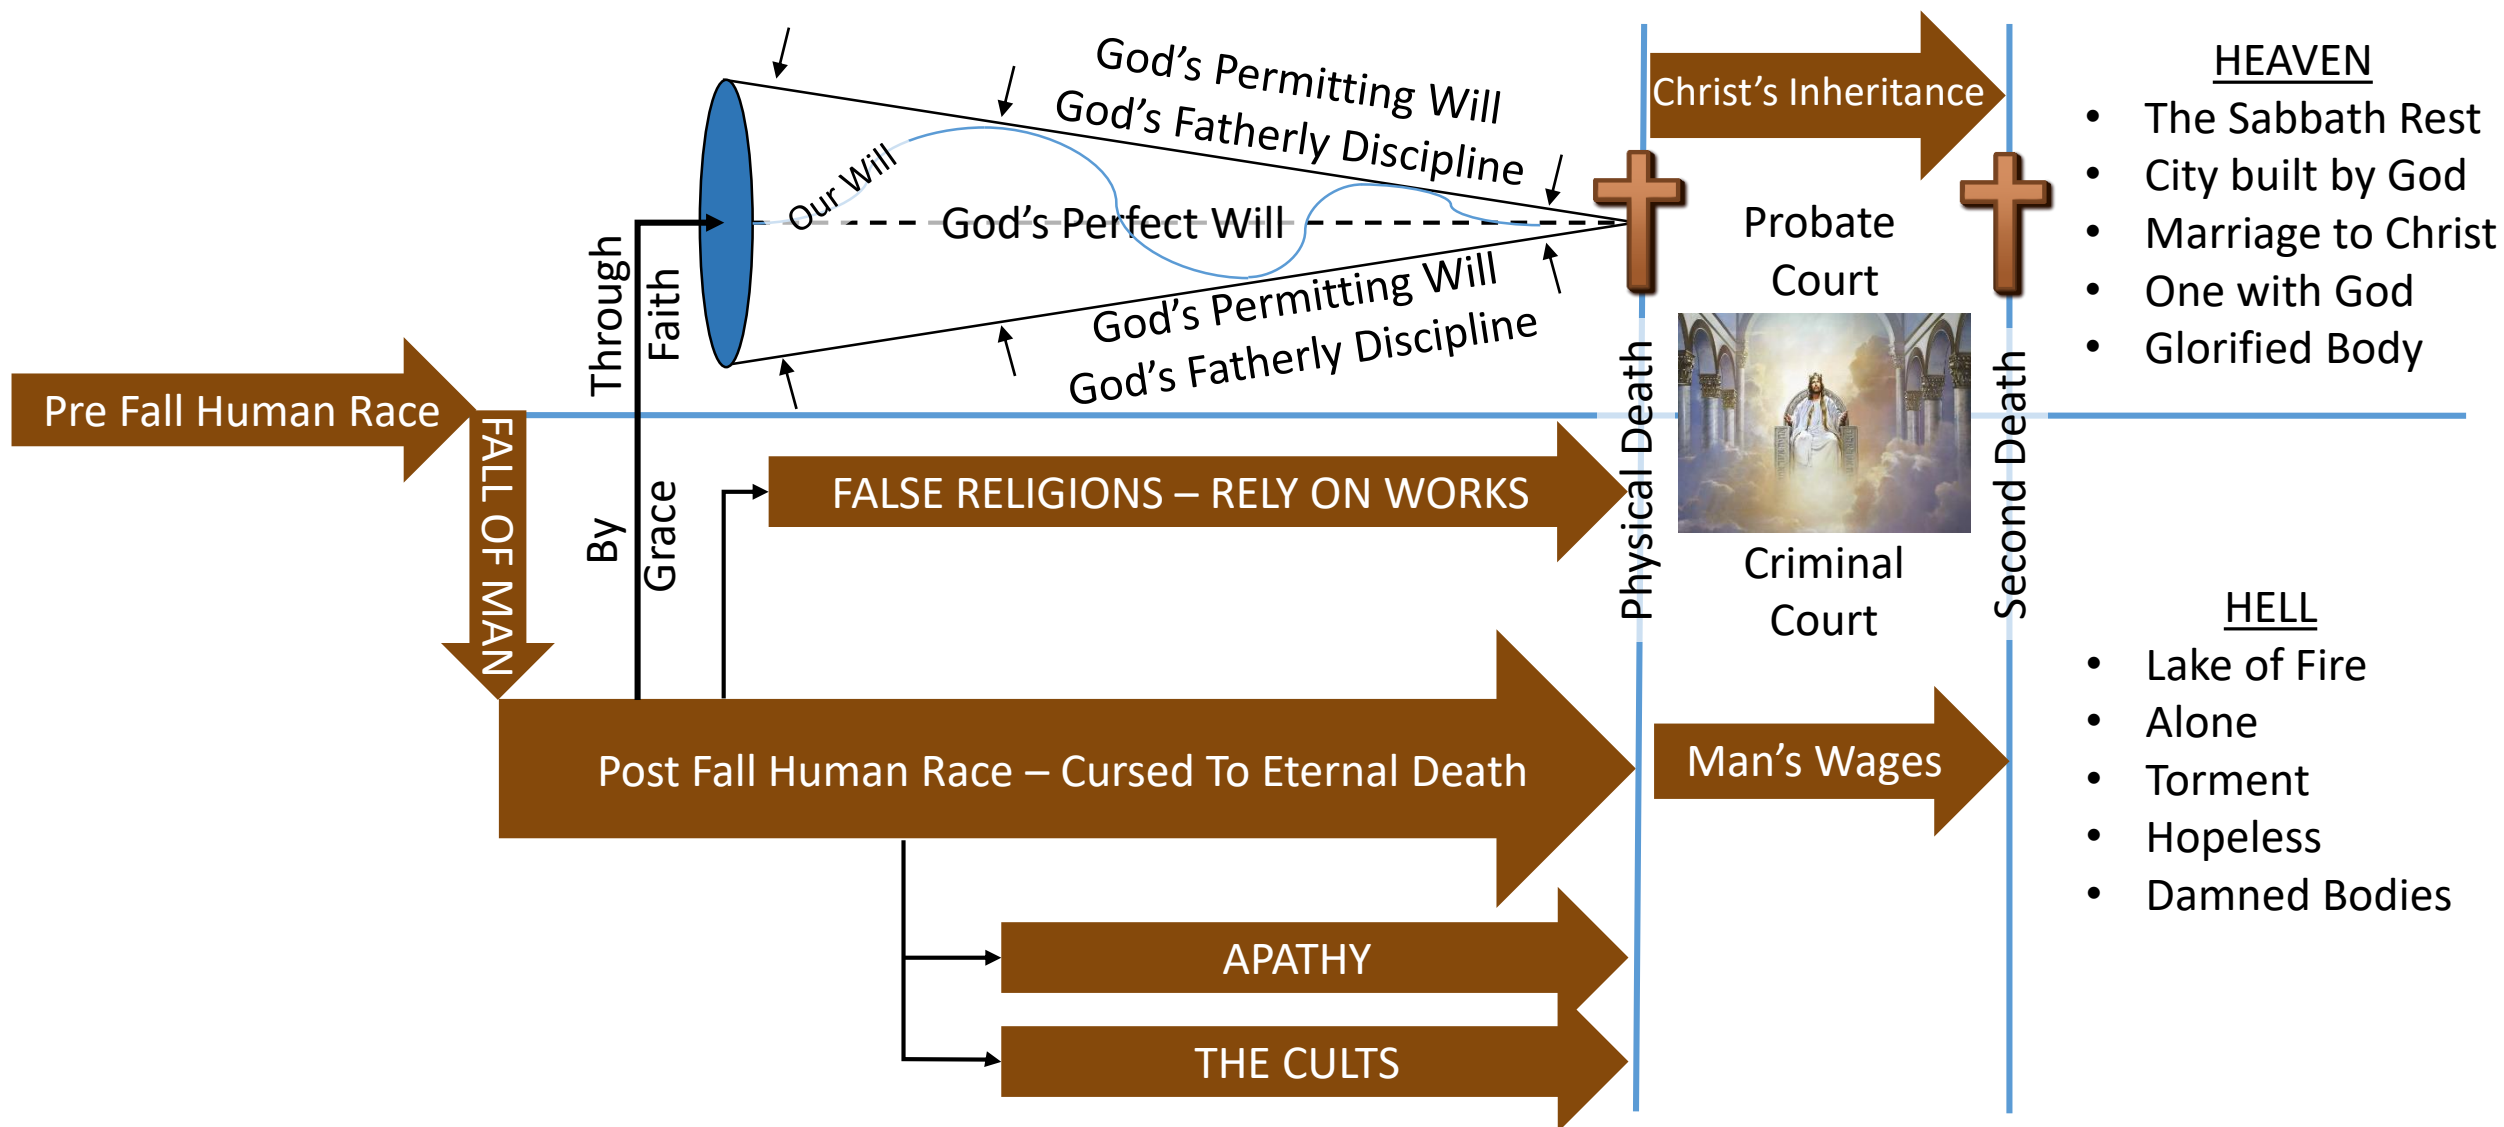 God's Permitting Will
God's Fatherly Discipline
Our Will
God's Perfect Will
God's Permitting Will
God's Fatherly Discipline
Through
Faith
By
Grace
Pre Fall Human Race
FALL OF MAN
FALSE RELIGIONS – RELY ON WORKS
Post Fall Human Race – Cursed To Eternal Death
APATHY
THE CULTS
Physical Death
Christ's Inheritance
Probate
Court
Criminal
Court
Man's Wages
Second Death
HEAVEN
• The Sabbath Rest
• City built by God
• Marriage to Christ
• One with God
• Glorified Body
HELL
• Lake of Fire
• Alone
• Torment
• Hopeless
• Damned Bodies